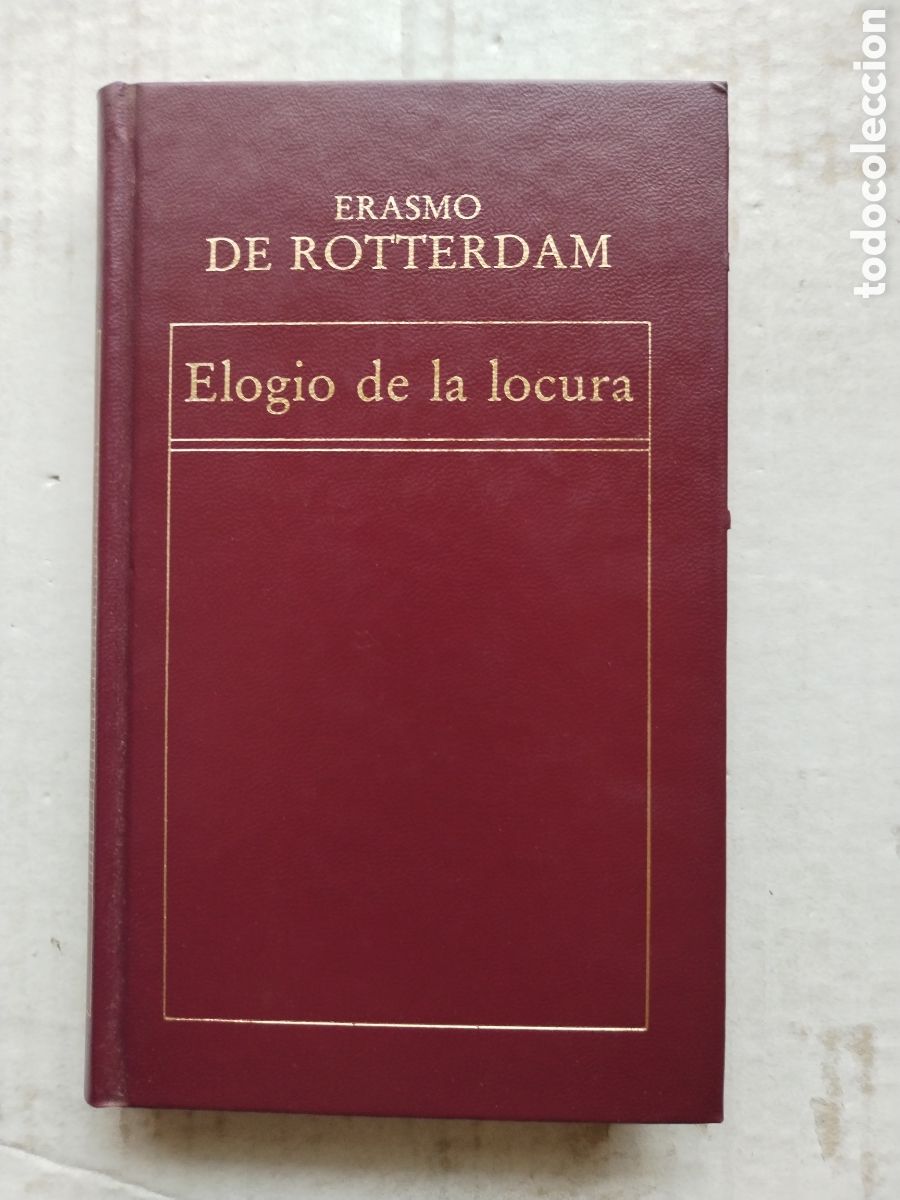 ERASMO
DE ROTTERDAM
Elogio de la locura
todocoleccion